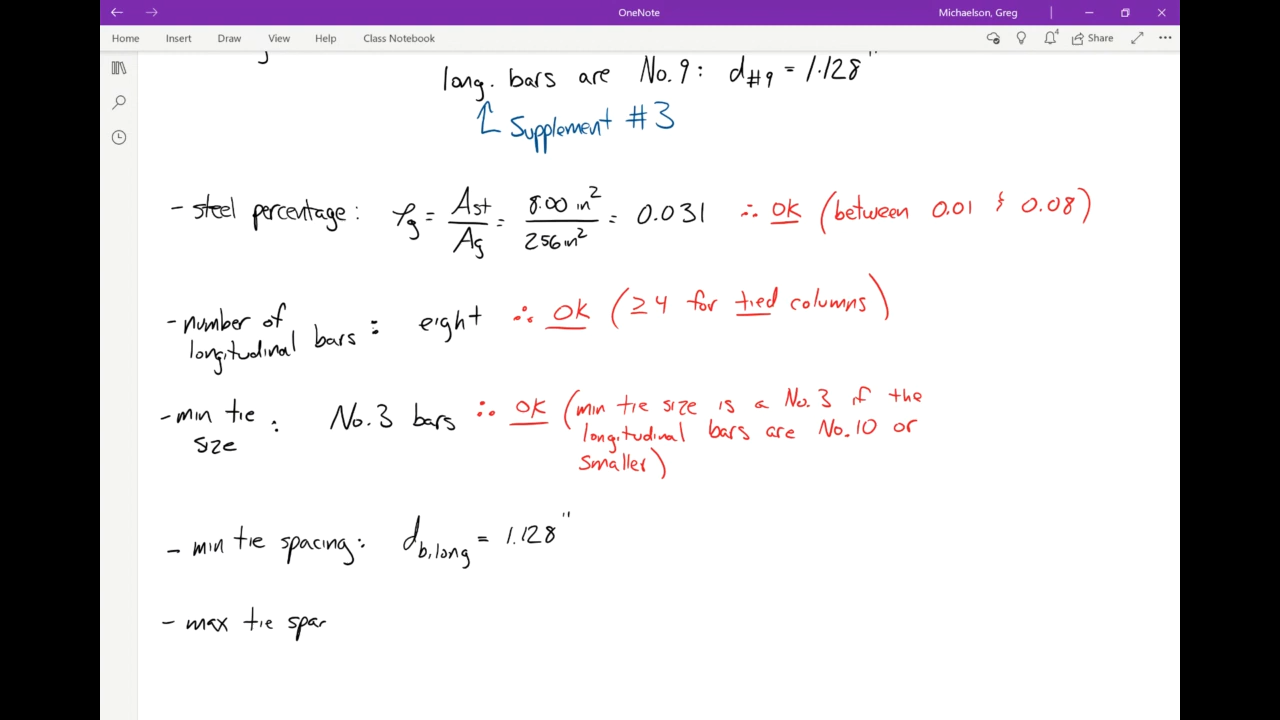 OneNote
Michaelson, Greg
Home Insert Draw View Help Class Notebook
4 Share
long. bars are No. 9 : d#9 = 1.128"
Supplement #3
- steel percentage : ρg = Ast/Ag = 8.00 in²/256 in² = 0.031 ∴ OK (between 0.01 & 0.08)
- number of longitudinal bars : eight ∴ OK (≥ 4 for tied columns)
- min tie size : No. 3 bars ∴ OK (min tie size is a No. 3 if the
longitudinal bars are No. 10 or
smaller)
- min tie spacing : db,long = 1.128"
- max tie spac